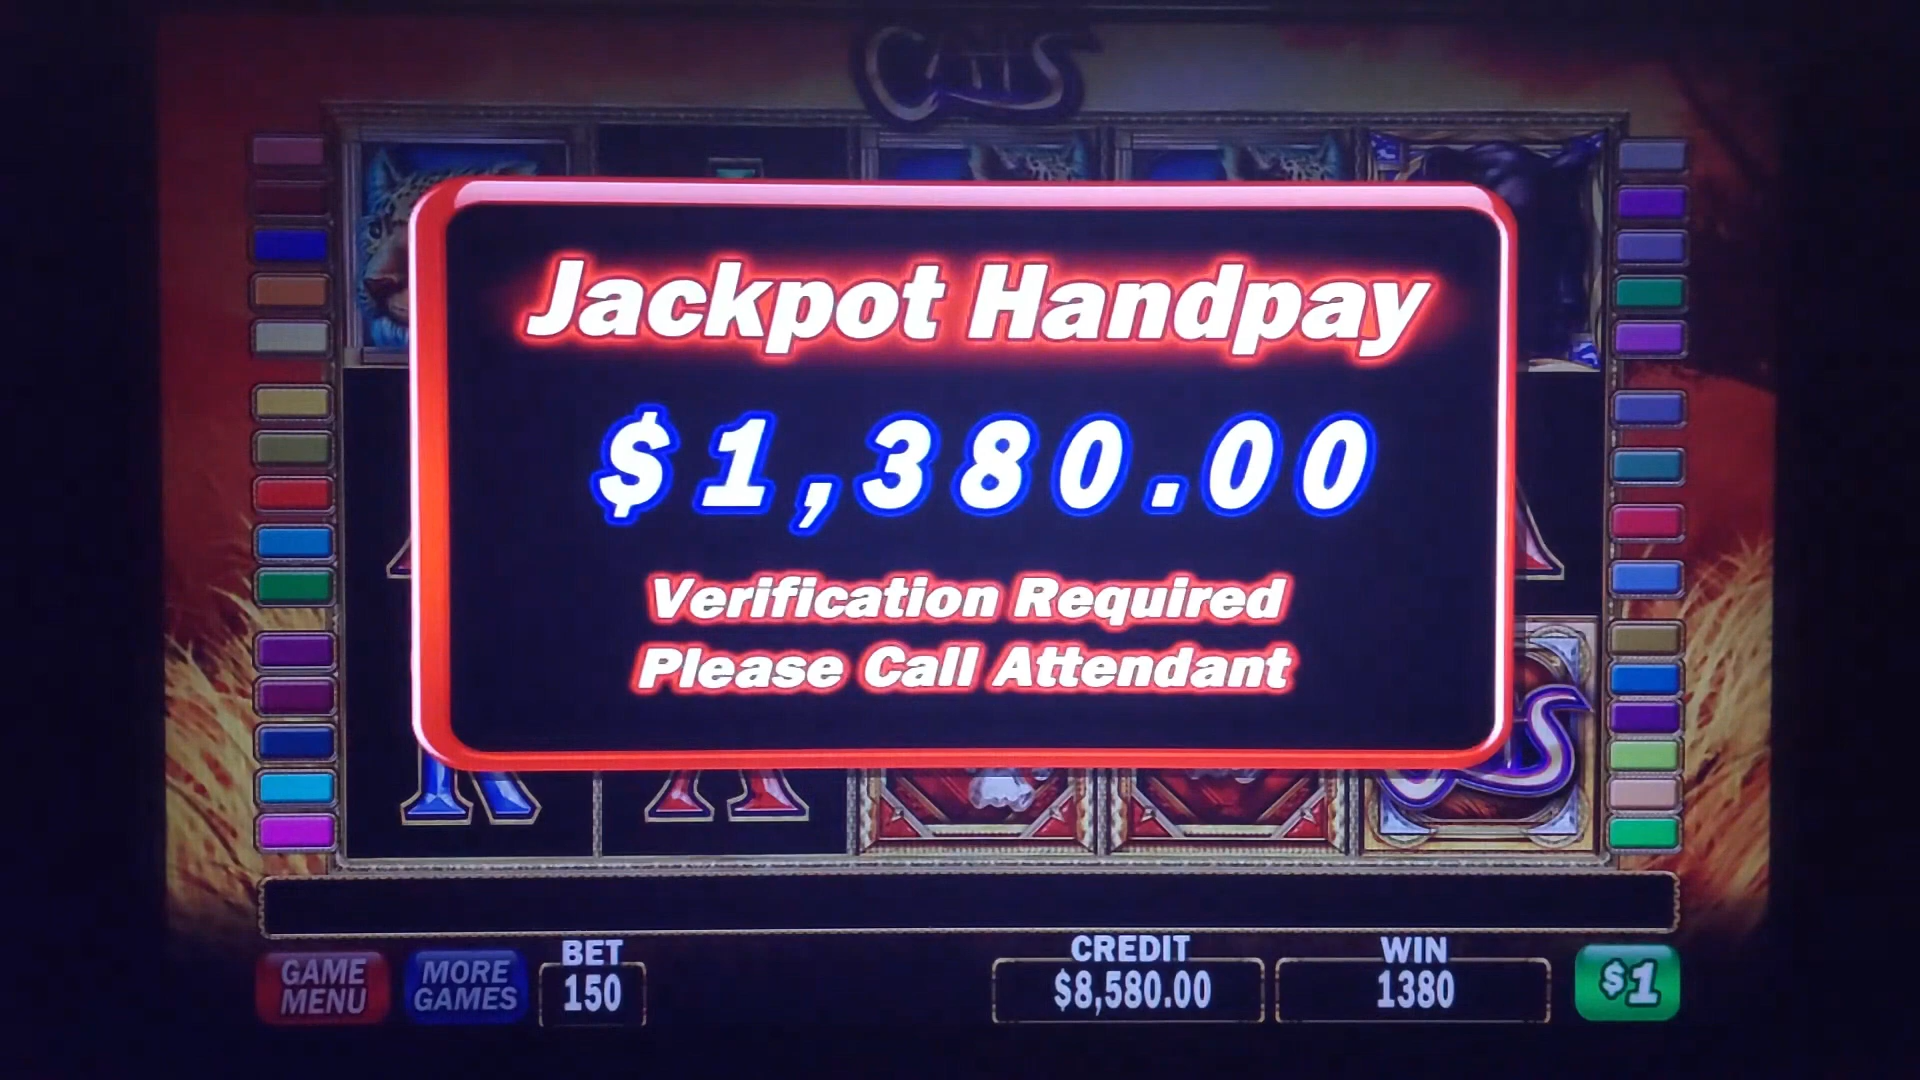 CATS
Jackpot Handpay
$1,380.00
Verification Required
Please Call Attendant
GAME MENU
MORE GAMES
BET
150
CREDIT
$8,580.00
WIN
1380
$1